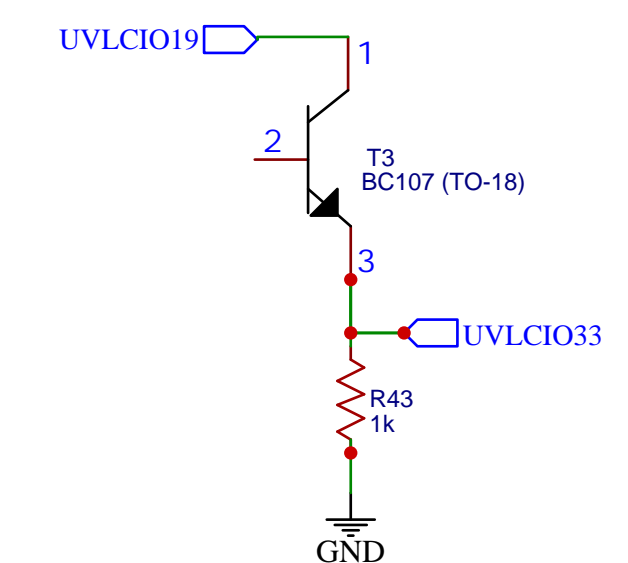 UVLCIO19
1
2
T3
BC107 (TO-18)
3
UVLCIO33
R43
1k
GND